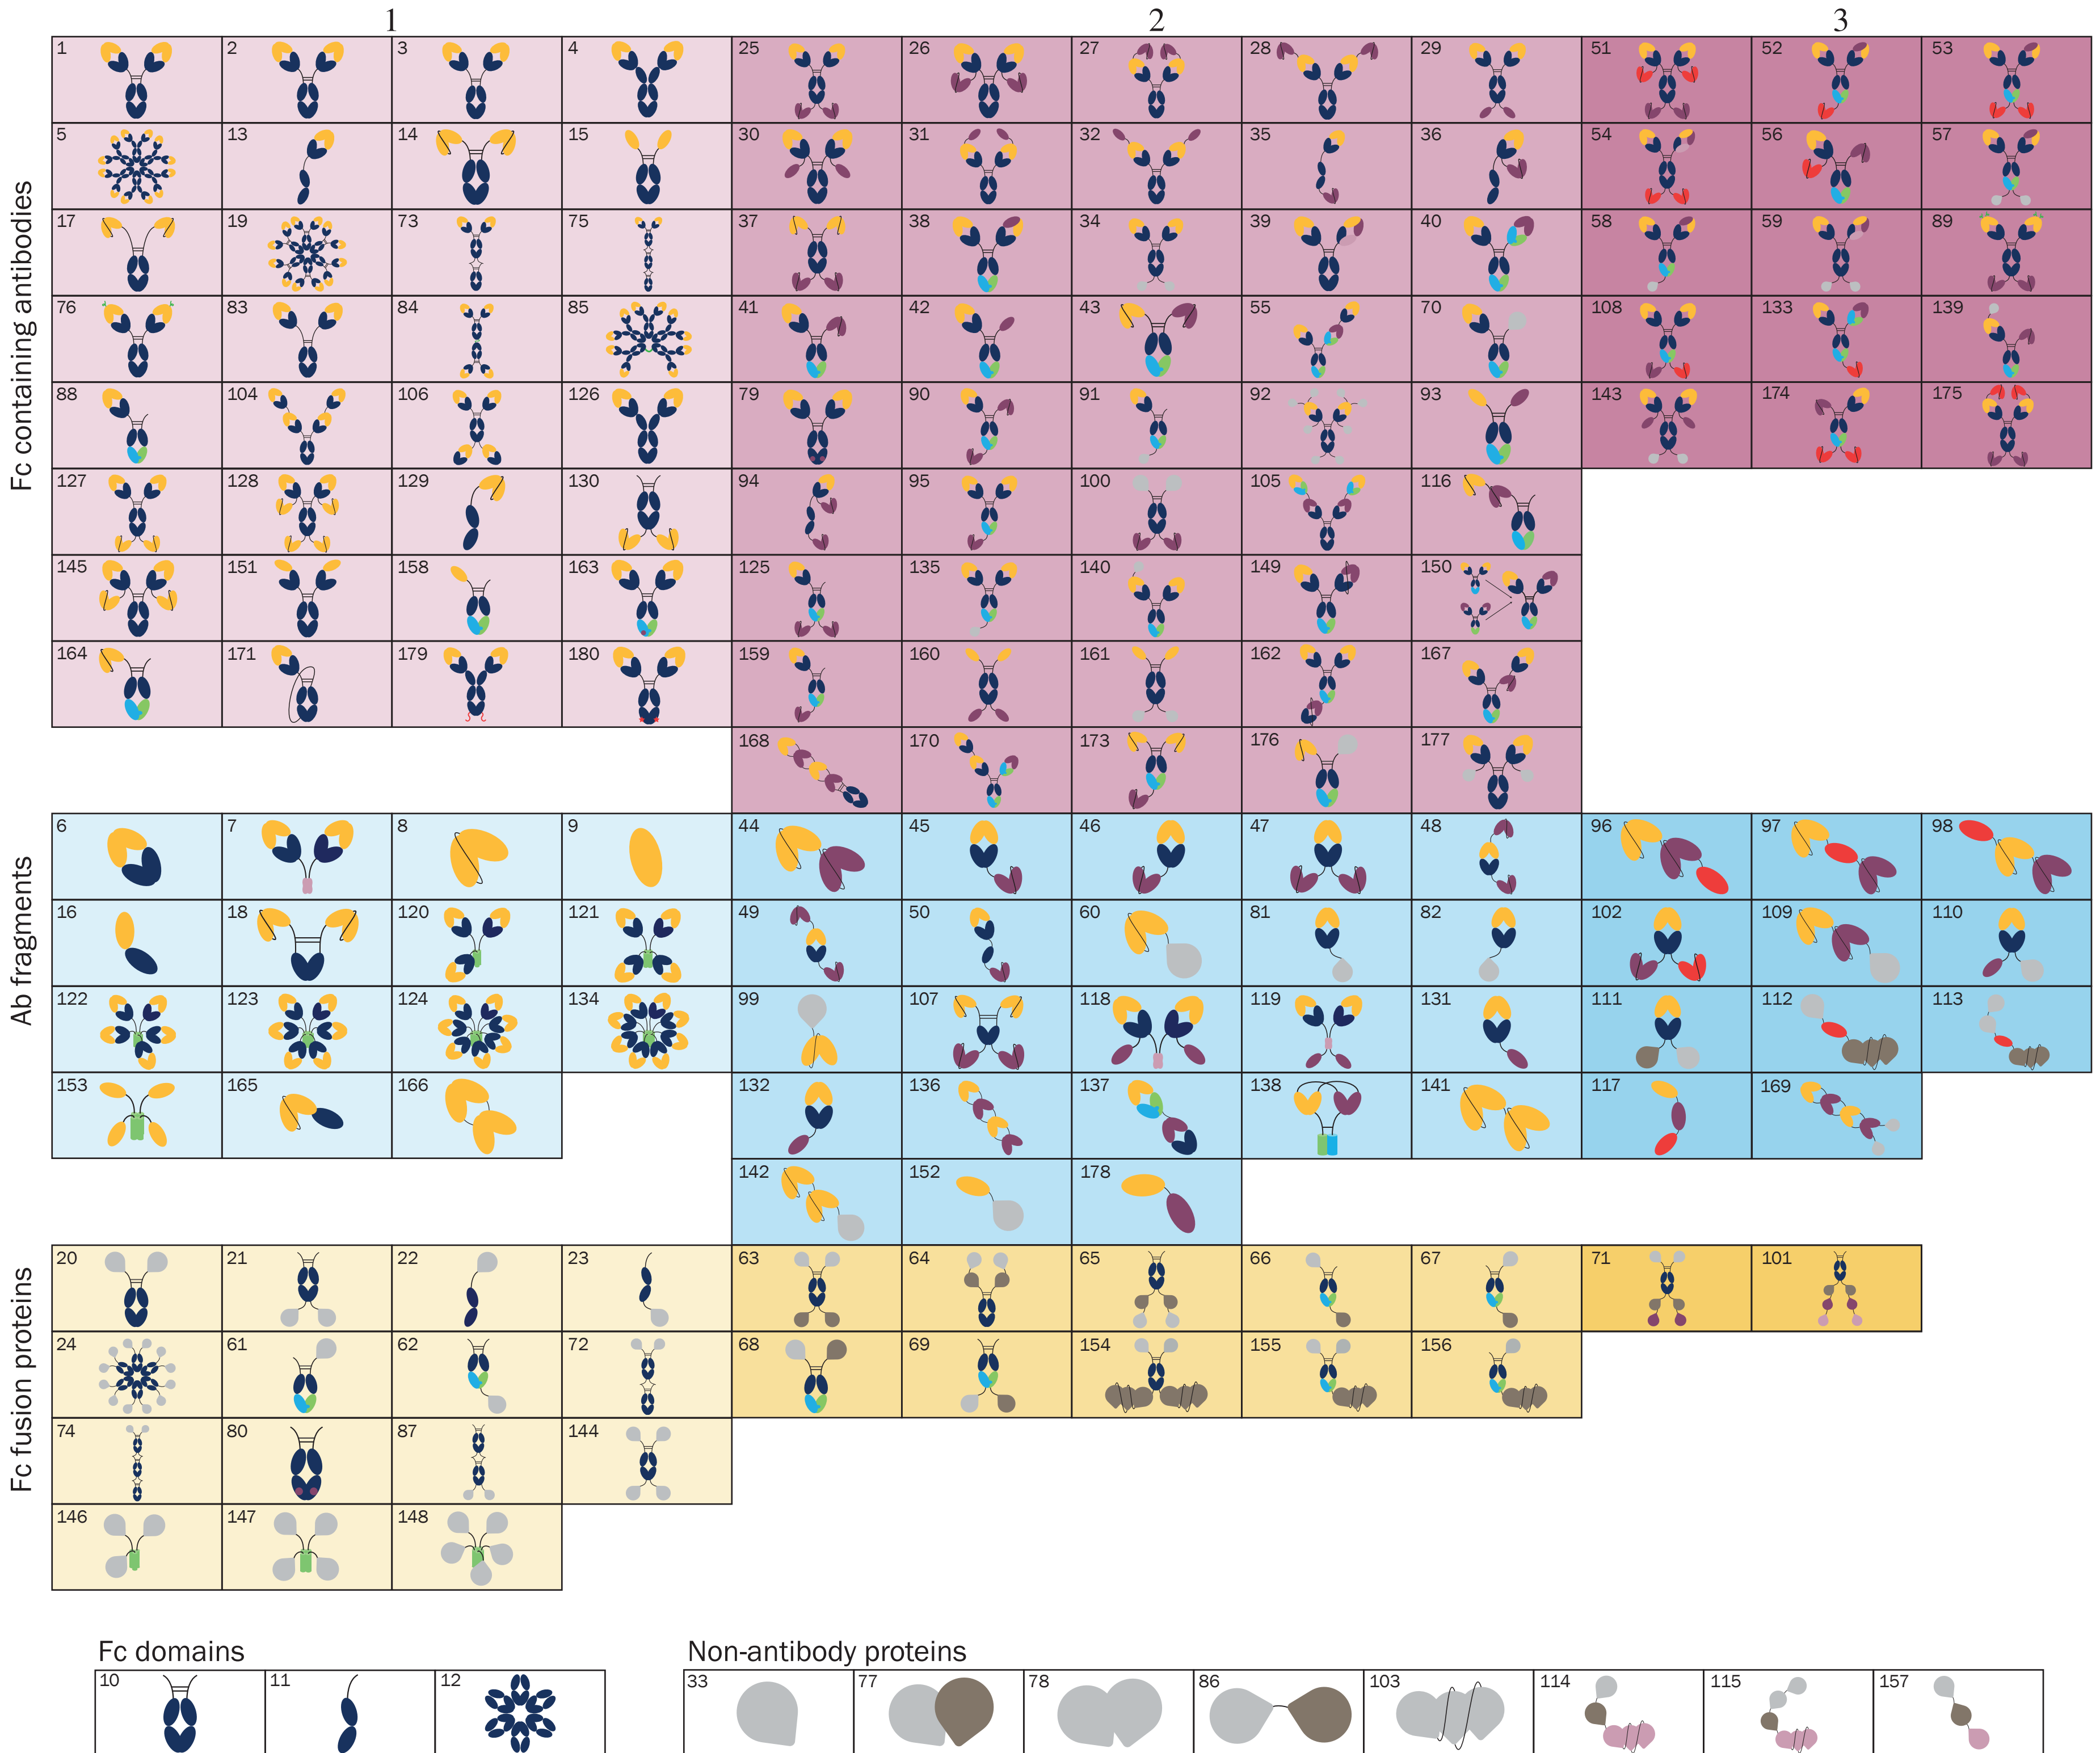 1 2 3
Fc containing antibodies
1 2 3 4 25 26 27 28 29 51 52 53
5 13 14 15 30 31 32 35 36 54 56 57
17 19 73 75 37 38 34 39 40 58 59 89
76 83 84 85 41 42 43 55 70 108 133 139
88 104 106 126 79 90 91 92 93 143 174 175
127 128 129 130 94 95 100 105 116
145 151 158 163 125 135 140 149 150
164 171 179 180 159 160 161 162 167
168 170 173 176 177
Ab fragments
6 7 8 9 44 45 46 47 48 96 97 98
16 18 120 121 49 50 60 81 82 102 109 110
122 123 124 134 99 107 118 119 131 111 112 113
153 165 166 132 136 137 138 141 117 169
142 152 178
Fc fusion proteins
20 21 22 23 63 64 65 66 67 71 101
24 61 62 72 68 69 154 155 156
74 80 87 144
146 147 148
Fc domains
10 11 12
Non-antibody proteins
33 77 78 86 103 114 115 157